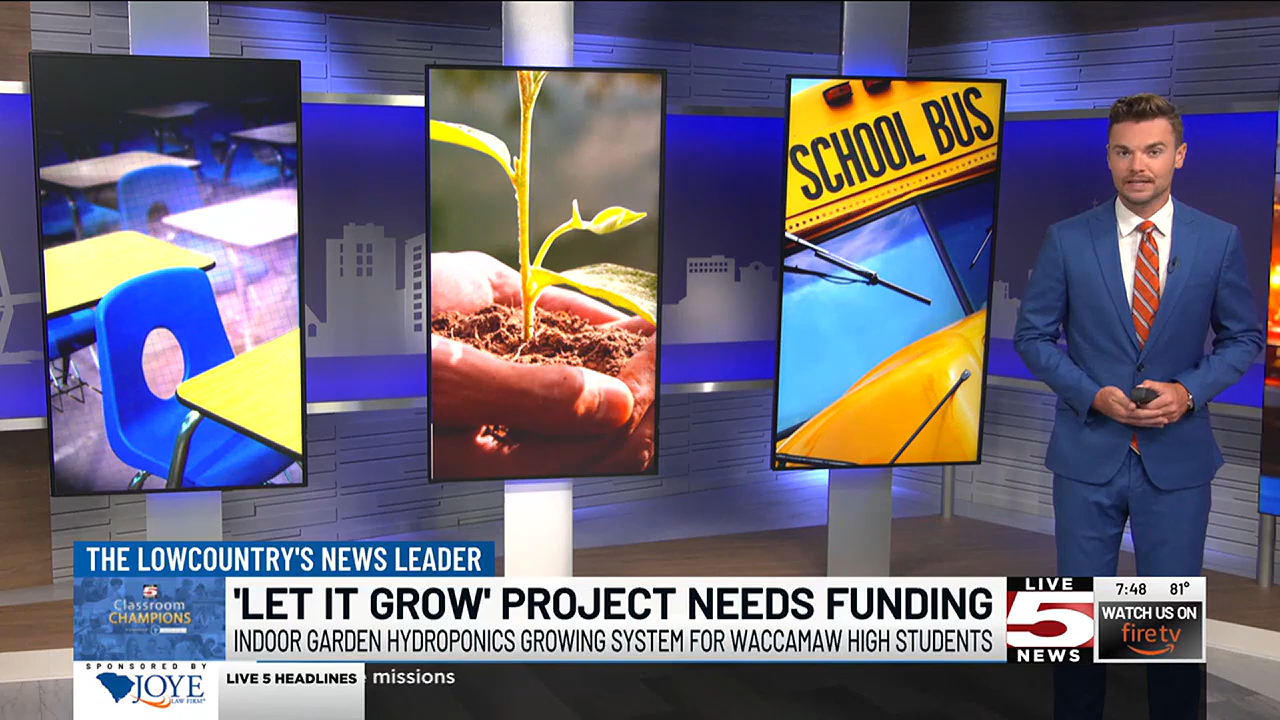 SCHOOL BUS
THE LOWCOUNTRY'S NEWS LEADER
5
Classroom
CHAMPIONS
'LET IT GROW' PROJECT NEEDS FUNDING
INDOOR GARDEN HYDROPONICS GROWING SYSTEM FOR WACCAMAW HIGH STUDENTS
LIVE
5
NEWS
7:48 81°
WATCH US ON
fire tv
SPONSORED BY
JOYE
LAW FIRM
LIVE 5 HEADLINES
missions